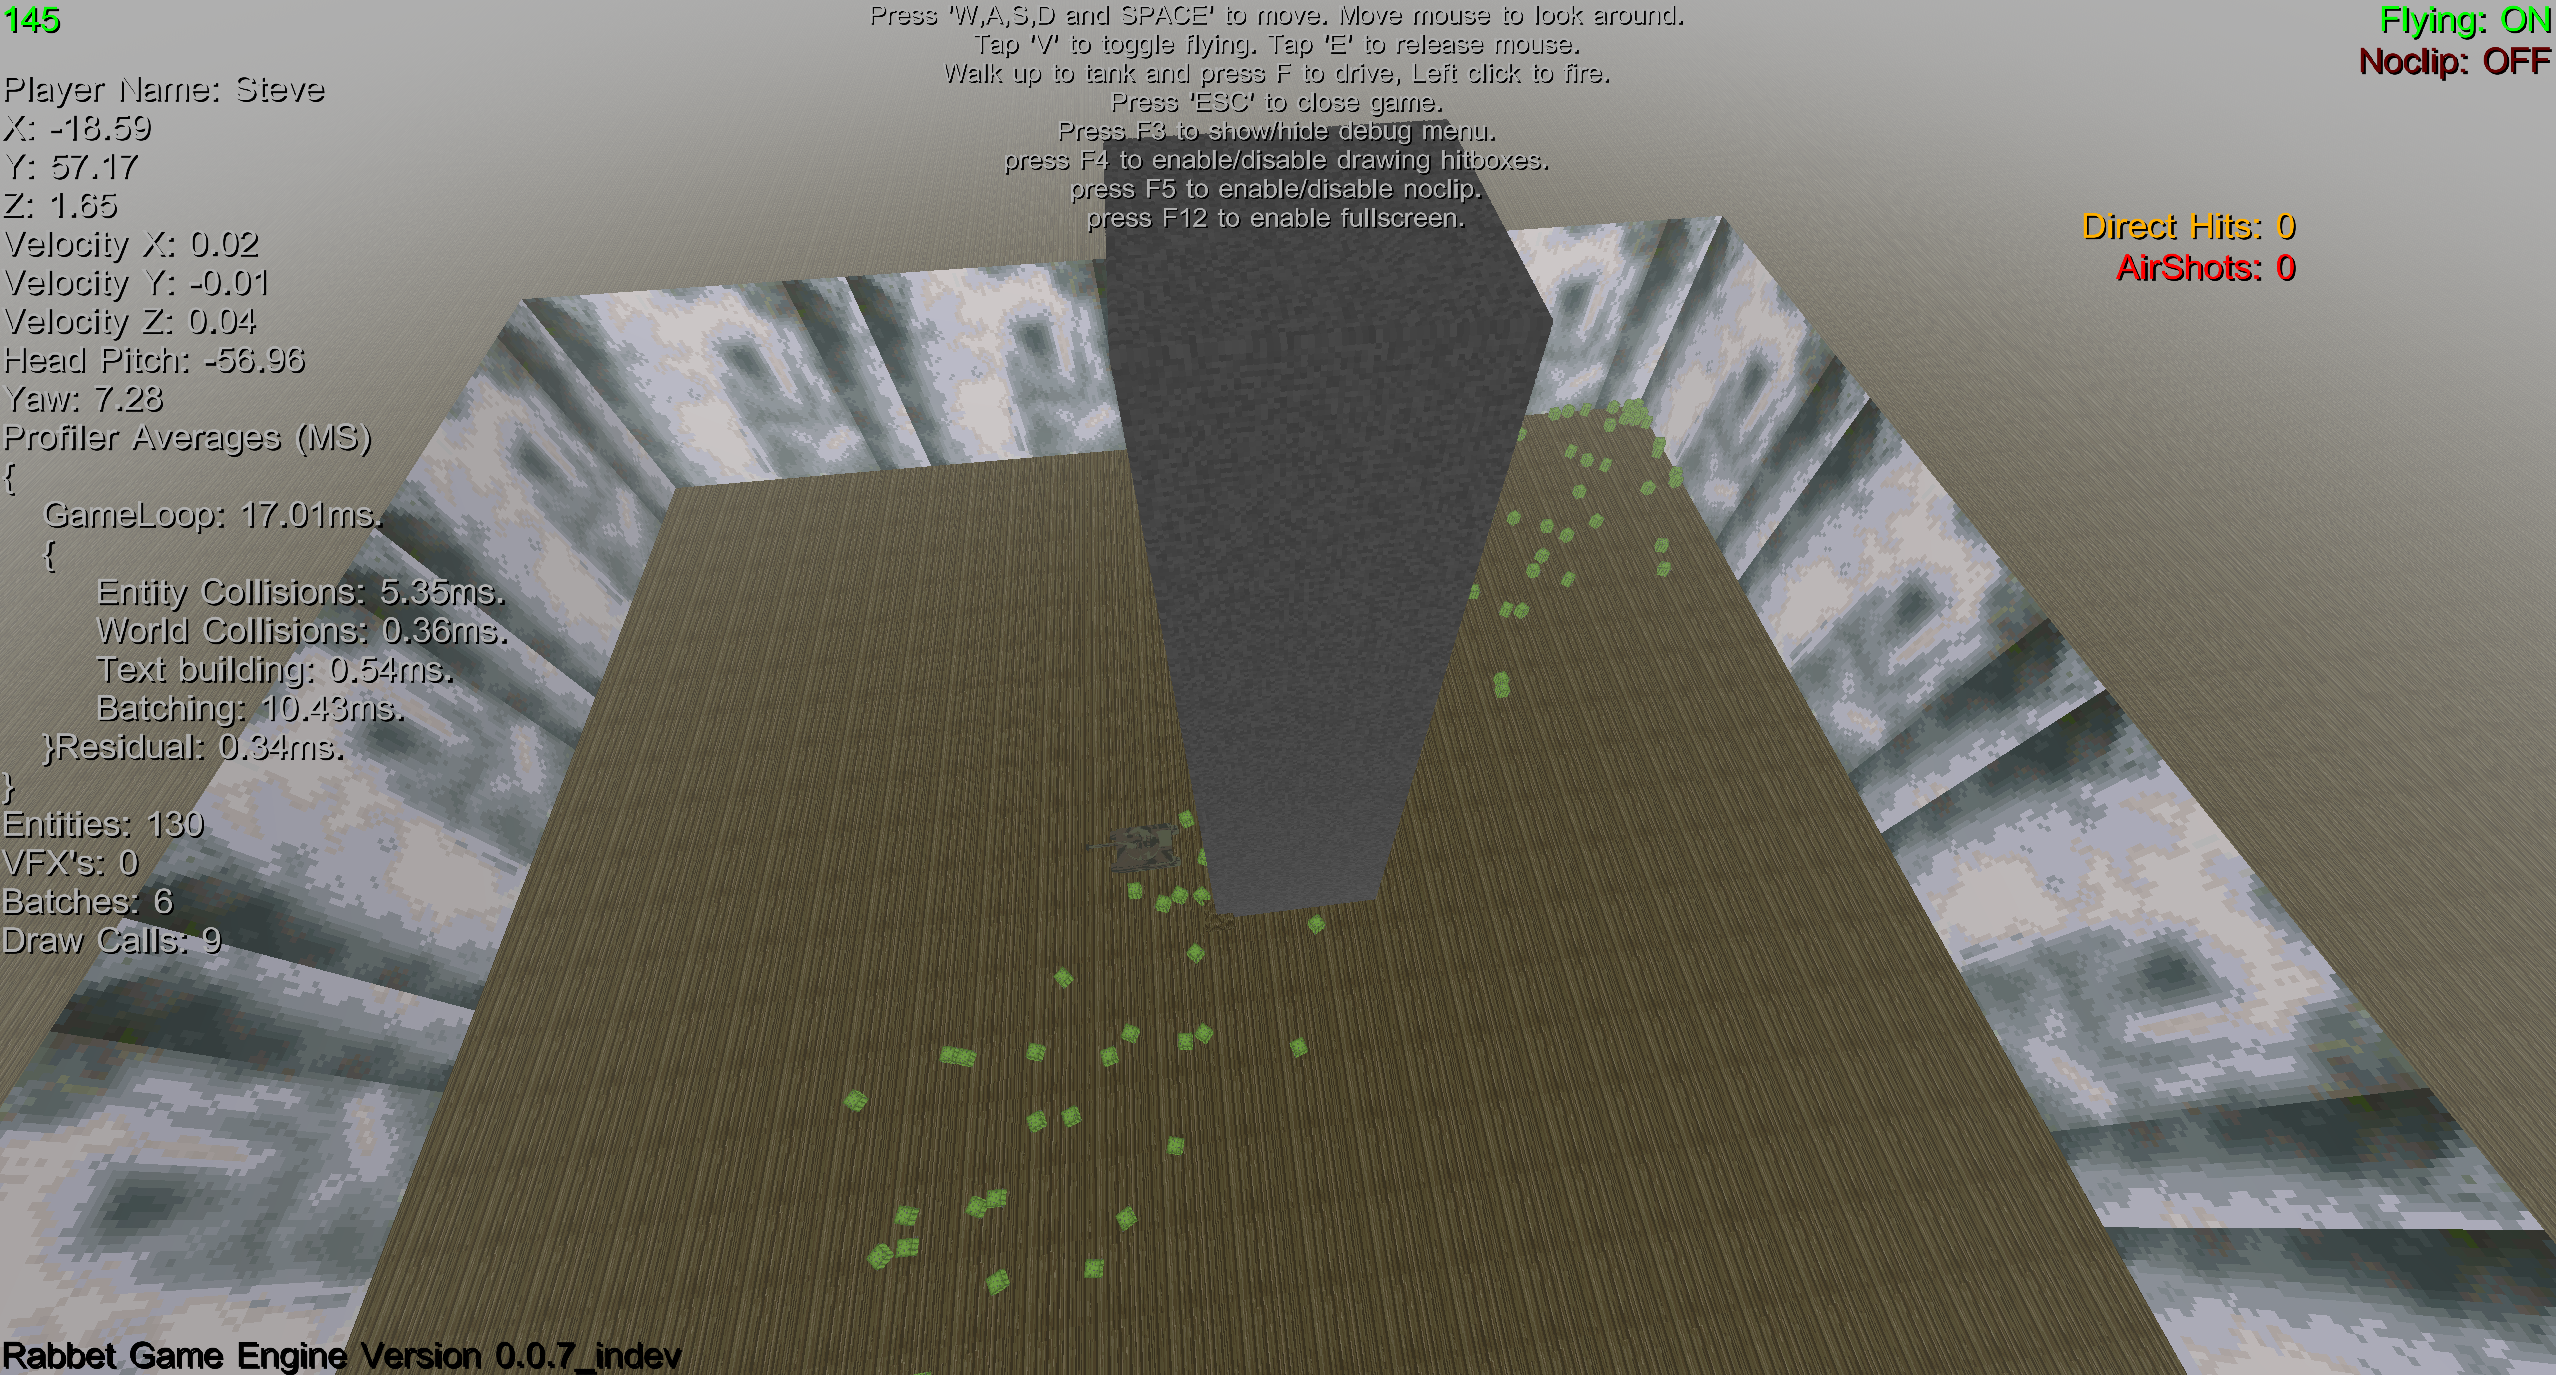 145
Player Name: Steve
X: -18.59
Y: 57.17
Z: 1.65
Velocity X: 0.02
Velocity Y: -0.01
Velocity Z: 0.04
Head Pitch: -56.96
Yaw: 7.28
Profiler Averages (MS)
{
GameLoop: 17.01ms.
{
Entity Collisions: 5.35ms.
World Collisions: 0.36ms.
Text building: 0.54ms.
Batching: 10.43ms.
}Residual: 0.34ms.
}
Entities: 130
VFX's: 0
Batches: 6
Draw Calls: 9
Press 'W,A,S,D and SPACE' to move. Move mouse to look around.
Tap 'V' to toggle flying. Tap 'E' to release mouse.
Walk up to tank and press F to drive, Left click to fire.
Press 'ESC' to close game.
Press F3 to show/hide debug menu.
press F4 to enable/disable drawing hitboxes.
press F5 to enable/disable noclip.
press F12 to enable fullscreen.
Flying: ON
Noclip: OFF
Direct Hits: 0
AirShots: 0
Rabbet Game Engine Version 0.0.7_indev